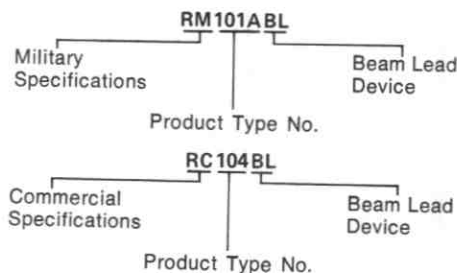 RM101ABL
Military
Specifications
Beam Lead
Device
Product Type No.
RC104BL
Commercial
Specifications
Beam Lead
Device
Product Type No.